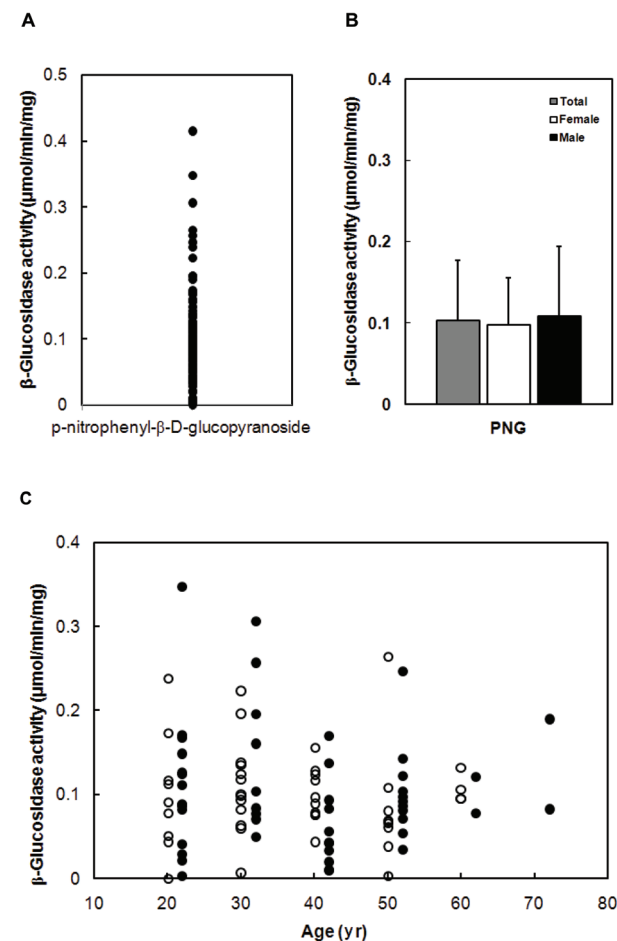 A
β-Glucosidase activity (μmol/min/mg)
0.5
0.4
0.3
0.2
0.1
0
p-nitrophenyl-β-D-glucopyranoside
B
β-Glucosidase activity (μmol/min/mg)
0.4
0.3
0.2
0.1
0
Total
Female
Male
PNG
C
β-Glucosidase activity (μmol/min/mg)
0.4
0.3
0.2
0.1
0
10 20 30 40 50 60 70 80
Age (yr)